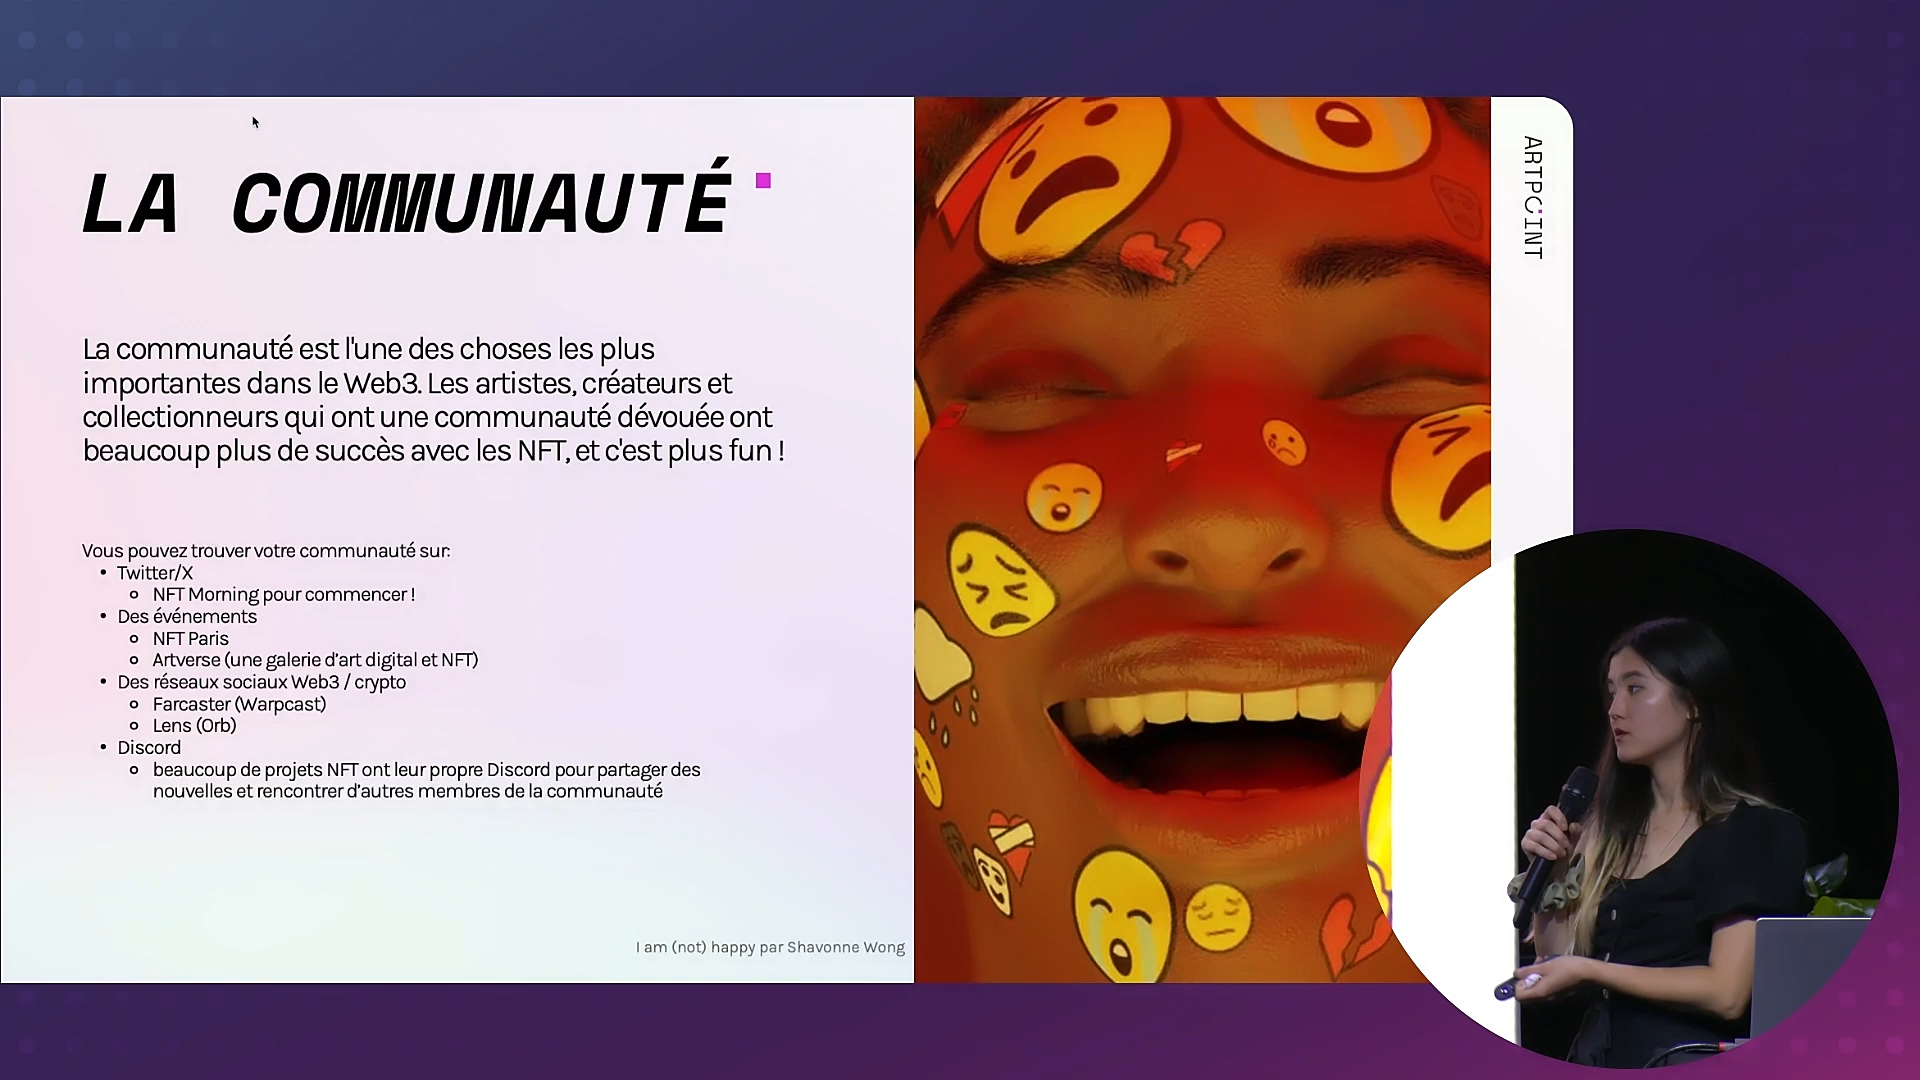 LA COMMUNAUTÉ
La communauté est l'une des choses les plus
importantes dans le Web3. Les artistes, créateurs et
collectionneurs qui ont une communauté dévouée ont
beaucoup plus de succès avec les NFT, et c'est plus fun !
Vous pouvez trouver votre communauté sur:
• Twitter/X
NFT Morning pour commencer !
• Des événements
NFT Paris
Artverse (une galerie d’art digital et NFT)
• Des réseaux sociaux Web3 / crypto
Farcaster (Warpcast)
Lens (Orb)
• Discord
beaucoup de projets NFT ont leur propre Discord pour partager des
nouvelles et rencontrer d’autres membres de la communauté
I am (not) happy par Shavonne Wong
ARTPOINT